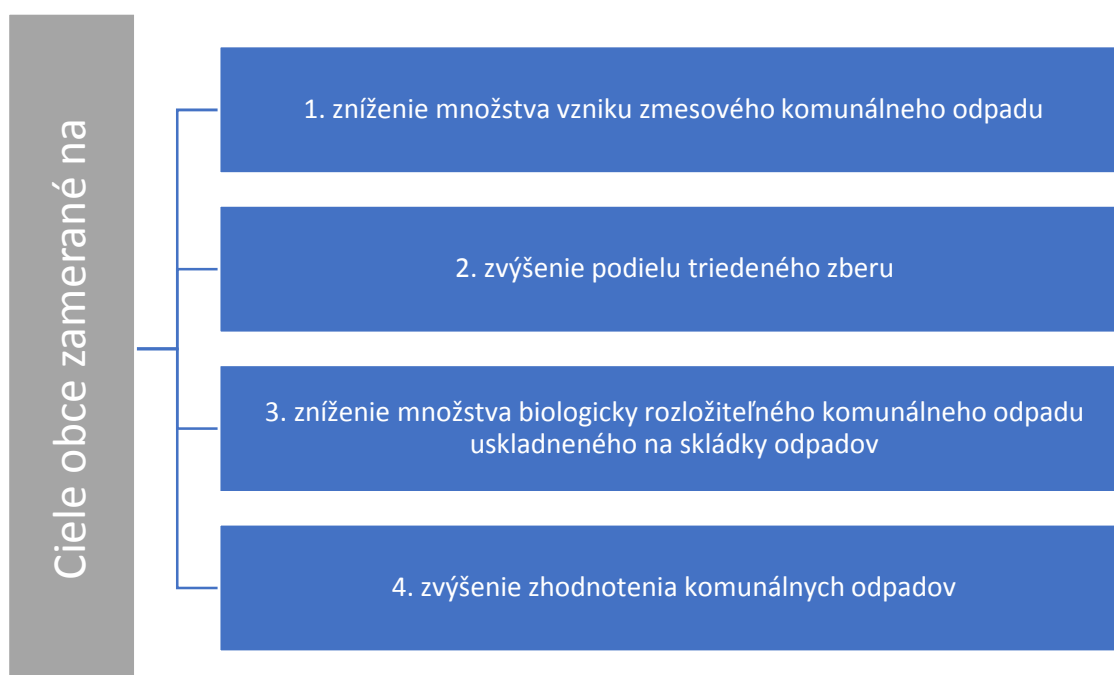 Ciele obce zamerané na
1. zníženie množstva vzniku zmesového komunálneho odpadu
2. zvýšenie podielu triedeného zberu
3. zníženie množstva biologicky rozložiteľného komunálneho odpadu
uskladneného na skládky odpadov
4. zvýšenie zhodnotenia komunálnych odpadov